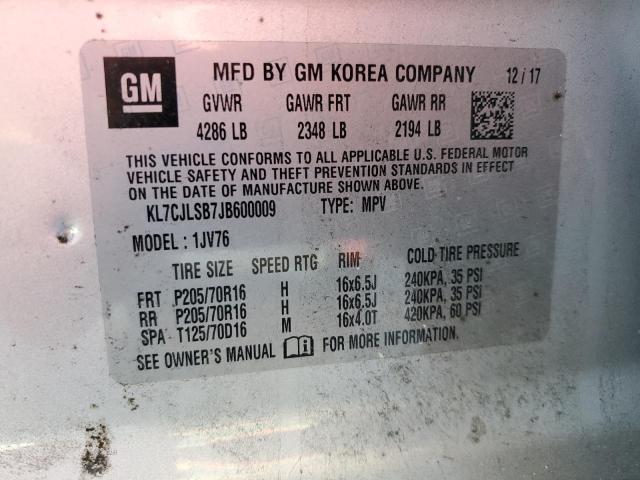 GM
MFD BY GM KOREA COMPANY 12/17
GVWR GAWR FRT GAWR RR
4286 LB 2348 LB 2194 LB
THIS VEHICLE CONFORMS TO ALL APPLICABLE U.S. FEDERAL MOTOR
VEHICLE SAFETY AND THEFT PREVENTION STANDARDS IN EFFECT
ON THE DATE OF MANUFACTURE SHOWN ABOVE.
KL7CJLSB7JB600009 TYPE: MPV
MODEL : 1JV76
TIRE SIZE SPEED RTG RIM COLD TIRE PRESSURE
FRT P205/70R16 H 16x6.5J 240KPA, 35 PSI
RR P205/70R16 H 16x6.5J 240KPA, 35 PSI
SPA T125/70D16 M 16x4.0T 420KPA, 60 PSI
SEE OWNER'S MANUAL FOR MORE INFORMATION.